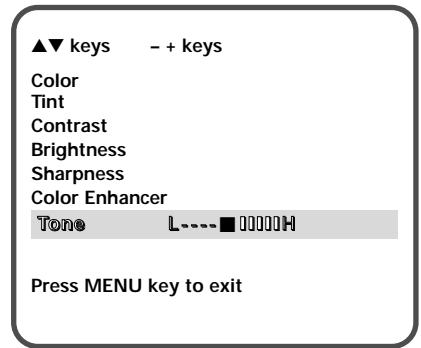 ▲▼ keys – + keys
Color
Tint
Contrast
Brightness
Sharpness
Color Enhancer
Tone L----■IIIIIIH
Press MENU key to exit